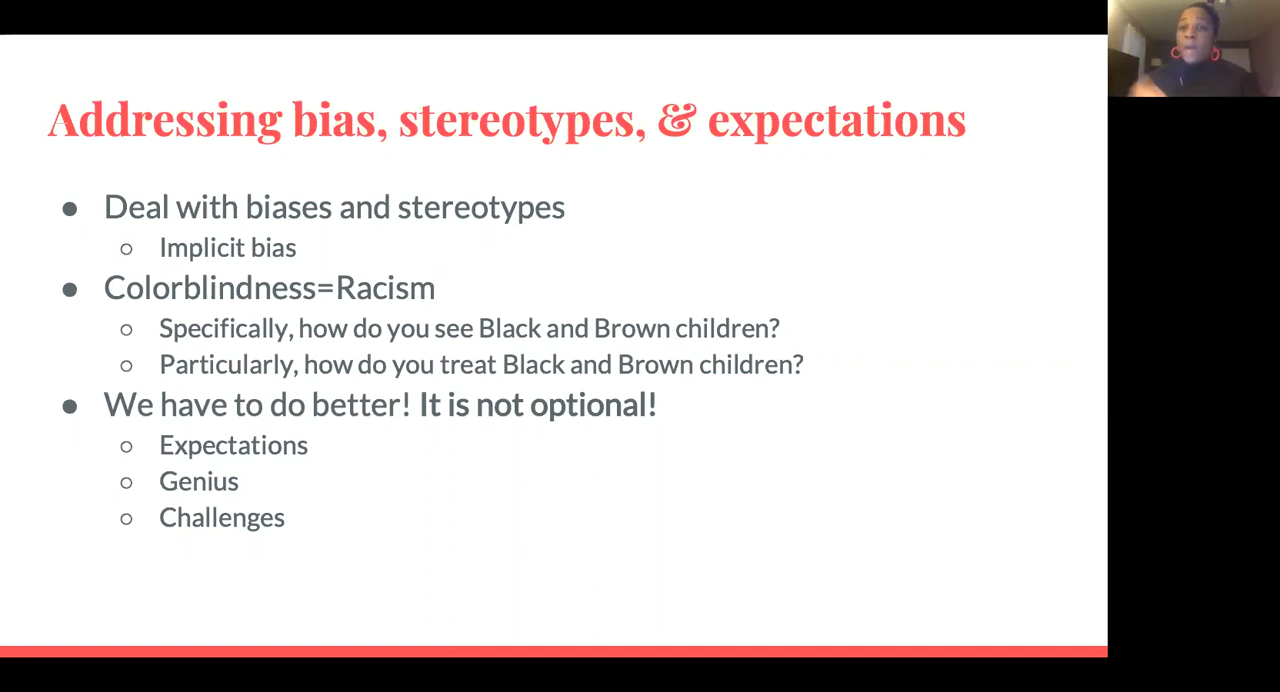 Addressing bias, stereotypes, & expectations
● Deal with biases and stereotypes
○ Implicit bias
● Colorblindness=Racism
○ Specifically, how do you see Black and Brown children?
○ Particularly, how do you treat Black and Brown children?
● We have to do better! It is not optional!
○ Expectations
○ Genius
○ Challenges